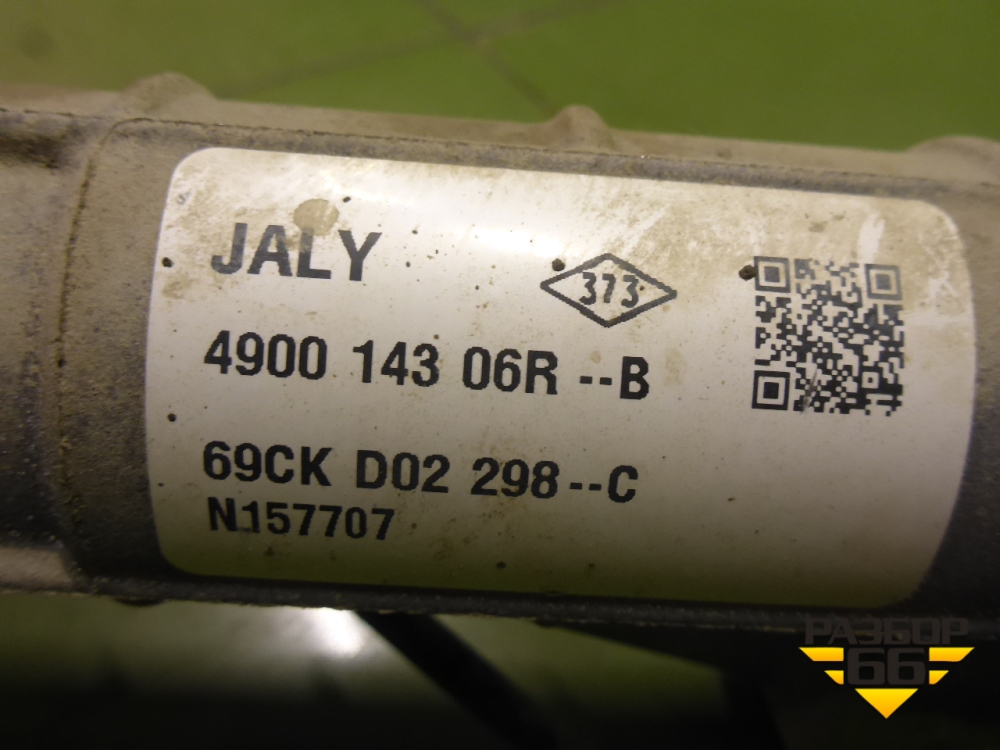 JALY
373
4900 143 06R --B
69CK D02 298--C
N157707
РАЗБОР
66